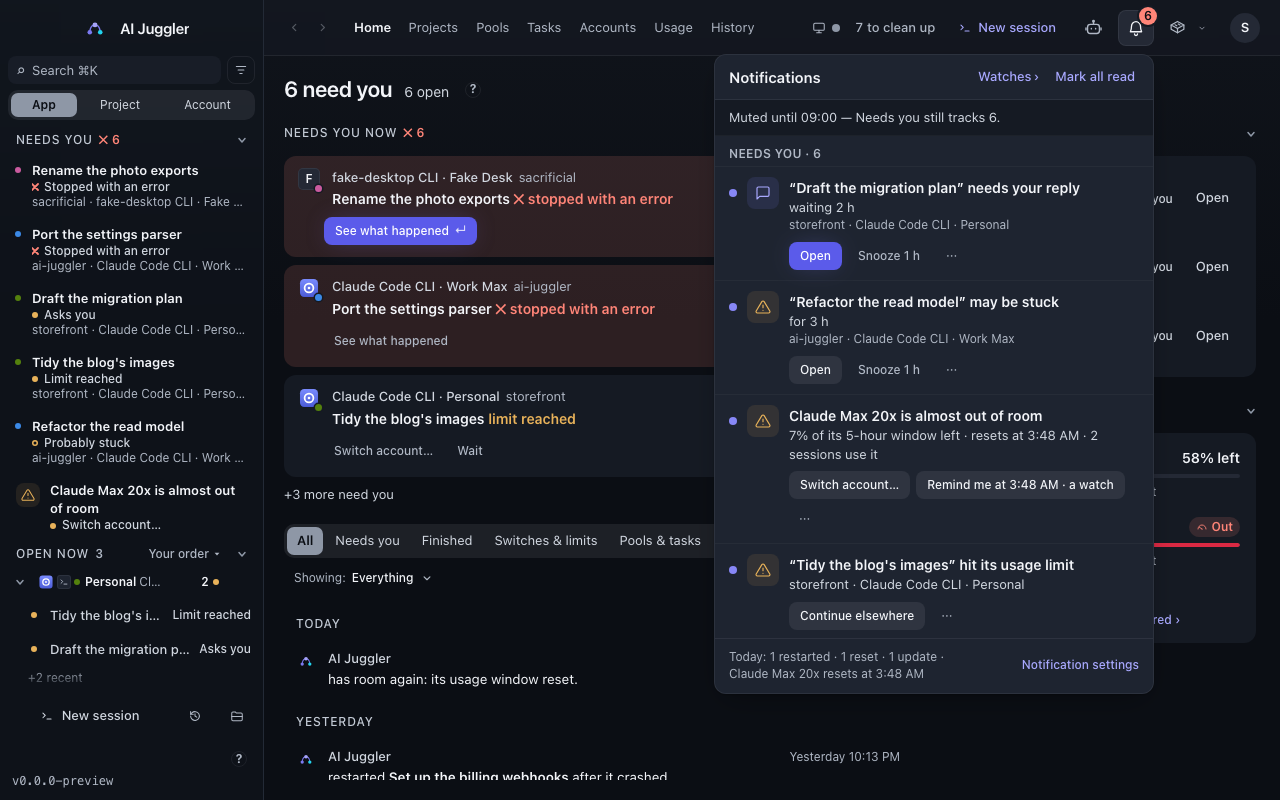 AI Juggler
Search ⌘K
App Project Account
NEEDS YOU 6
Rename the photo exports
Stopped with an error
sacrificial · fake-desktop CLI · Fake ...
Port the settings parser
Stopped with an error
ai-juggler · Claude Code CLI · Work ...
Draft the migration plan
Asks you
storefront · Claude Code CLI · Perso...
Tidy the blog's images
Limit reached
storefront · Claude Code CLI · Perso...
Refactor the read model
Probably stuck
ai-juggler · Claude Code CLI · Work ...
Claude Max 20x is almost out
of room
Switch account...
OPEN NOW 3 Your order
Personal Cl... 2
Tidy the blog's i... Limit reached
Draft the migration p... Asks you
+2 recent
New session
?
v0.0.0-preview
Home Projects Pools Tasks Accounts Usage History
7 to clean up
New session
6
S
6 need you 6 open ?
NEEDS YOU NOW 6
F
fake-desktop CLI · Fake Desk sacrificial
Rename the photo exports stopped with an error
See what happened
Claude Code CLI · Work Max ai-juggler
Port the settings parser stopped with an error
See what happened
Claude Code CLI · Personal storefront
Tidy the blog's images limit reached
Switch account... Wait
+3 more need you
All Needs you Finished Switches & limits Pools & tasks
Showing: Everything
TODAY
AI Juggler
has room again: its usage window reset.
YESTERDAY
AI Juggler Yesterday 10:13 PM
restarted Set up the billing webhooks after it crashed
Notifications Watches › Mark all read
Muted until 09:00 — Needs you still tracks 6.
NEEDS YOU · 6
“Draft the migration plan” needs your reply
waiting 2 h
storefront · Claude Code CLI · Personal
Open Snooze 1 h ...
“Refactor the read model” may be stuck
for 3 h
ai-juggler · Claude Code CLI · Work Max
Open Snooze 1 h ...
Claude Max 20x is almost out of room
7% of its 5-hour window left · resets at 3:48 AM · 2
sessions use it
Switch account... Remind me at 3:48 AM · a watch
...
“Tidy the blog's images” hit its usage limit
storefront · Claude Code CLI · Personal
Continue elsewhere ...
Today: 1 restarted · 1 reset · 1 update ·
Claude Max 20x resets at 3:48 AM
Notification settings
you Open
you Open
you Open
58% left
t
Out
t
red ›